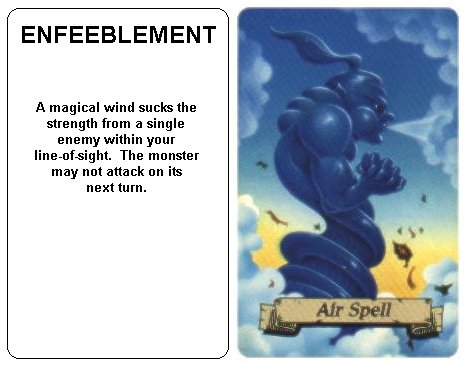 ENFEEBLEMENT
A magical wind sucks the
strength from a single
enemy within your
line-of-sight.  The monster
may not attack on its
next turn.
Air Spell